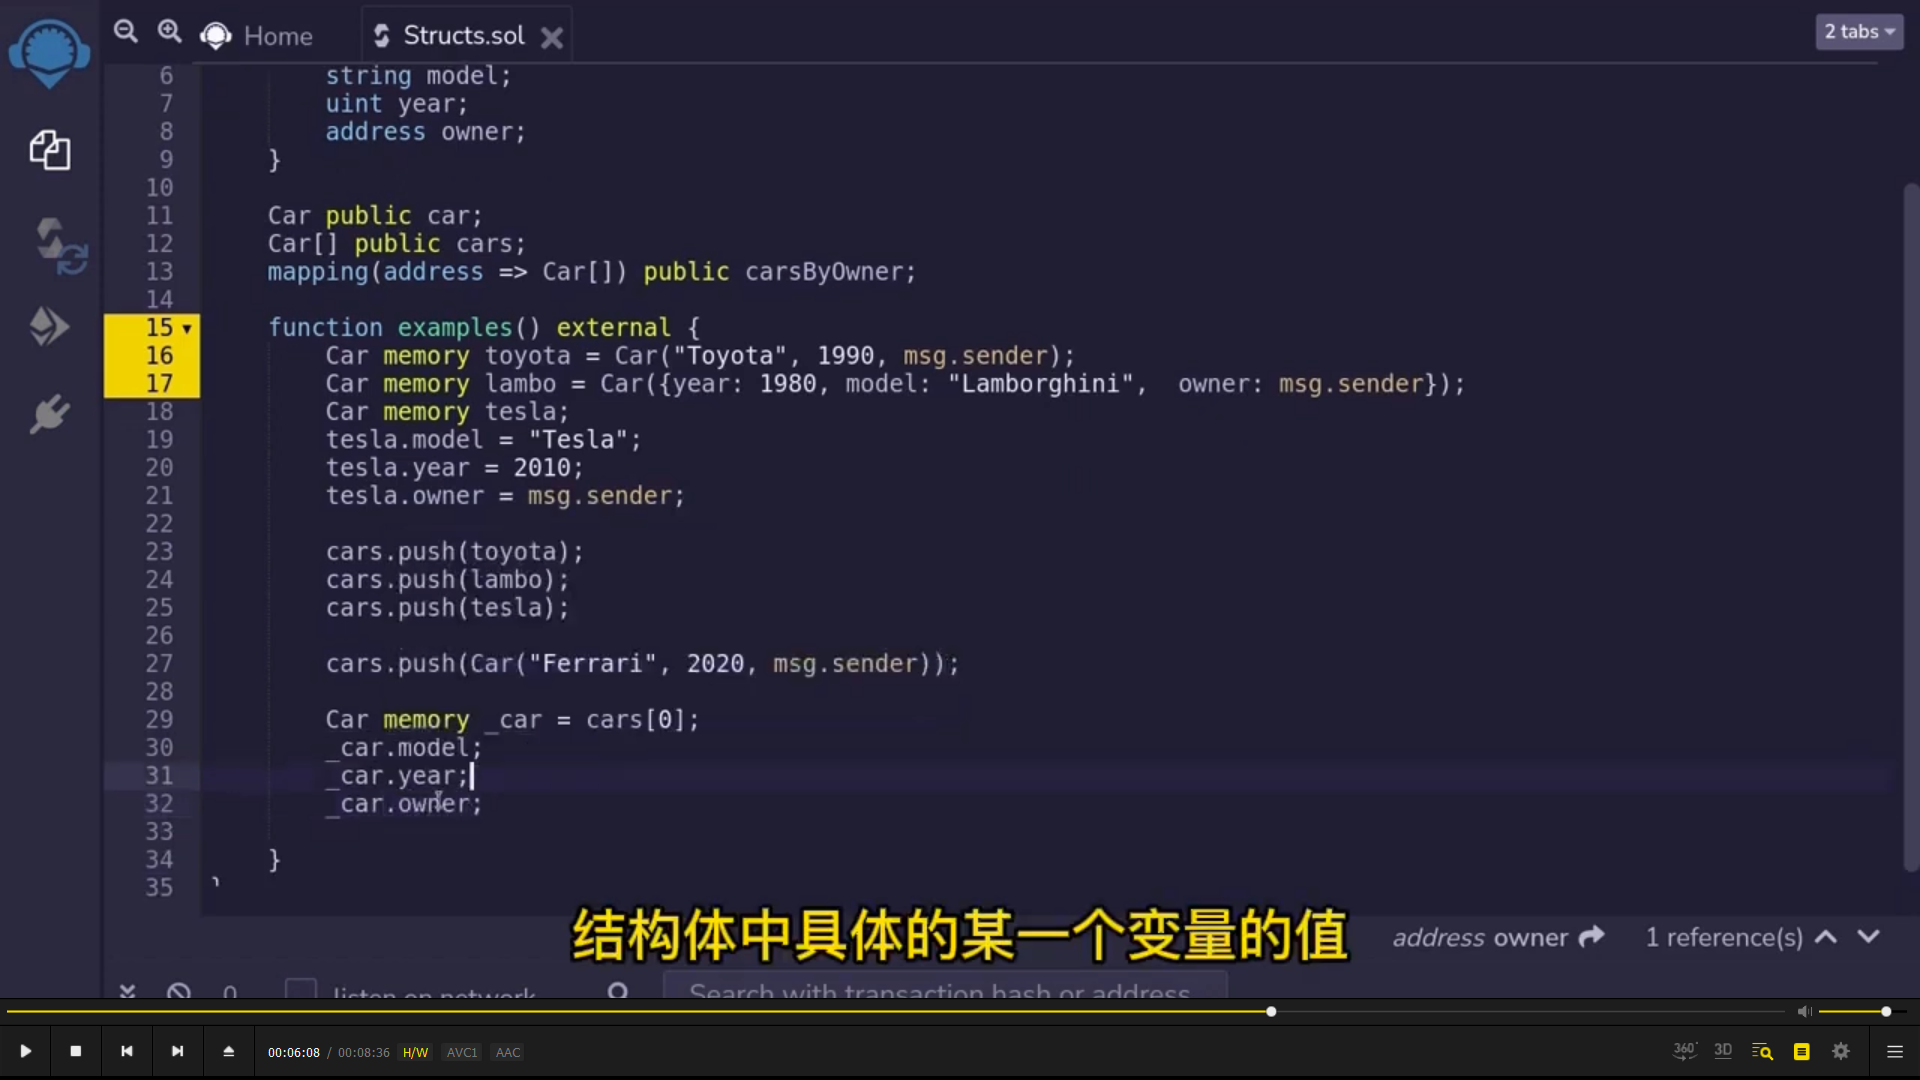 Home
Structs.sol
2 tabs
6 string model;
7 uint year;
8 address owner;
9 }
10
11 Car public car;
12 Car[] public cars;
13 mapping(address => Car[]) public carsByOwner;
14
15 function examples() external {
16 Car memory toyota = Car("Toyota", 1990, msg.sender);
17 Car memory lambo = Car({year: 1980, model: "Lamborghini",  owner: msg.sender});
18 Car memory tesla;
19 tesla.model = "Tesla";
20 tesla.year = 2010;
21 tesla.owner = msg.sender;
22
23 cars.push(toyota);
24 cars.push(lambo);
25 cars.push(tesla);
26
27 cars.push(Car("Ferrari", 2020, msg.sender));
28
29 Car memory _car = cars[0];
30 _car.model;
31 _car.year;
32 _car.owner;
33
34 }
35 }
结构体中具体的某一个变量的值
address owner
1 reference(s)
0
listen on network
Search with transaction hash or address
00:06:08 / 00:08:36 H/W AVC1 AAC
360°
3D